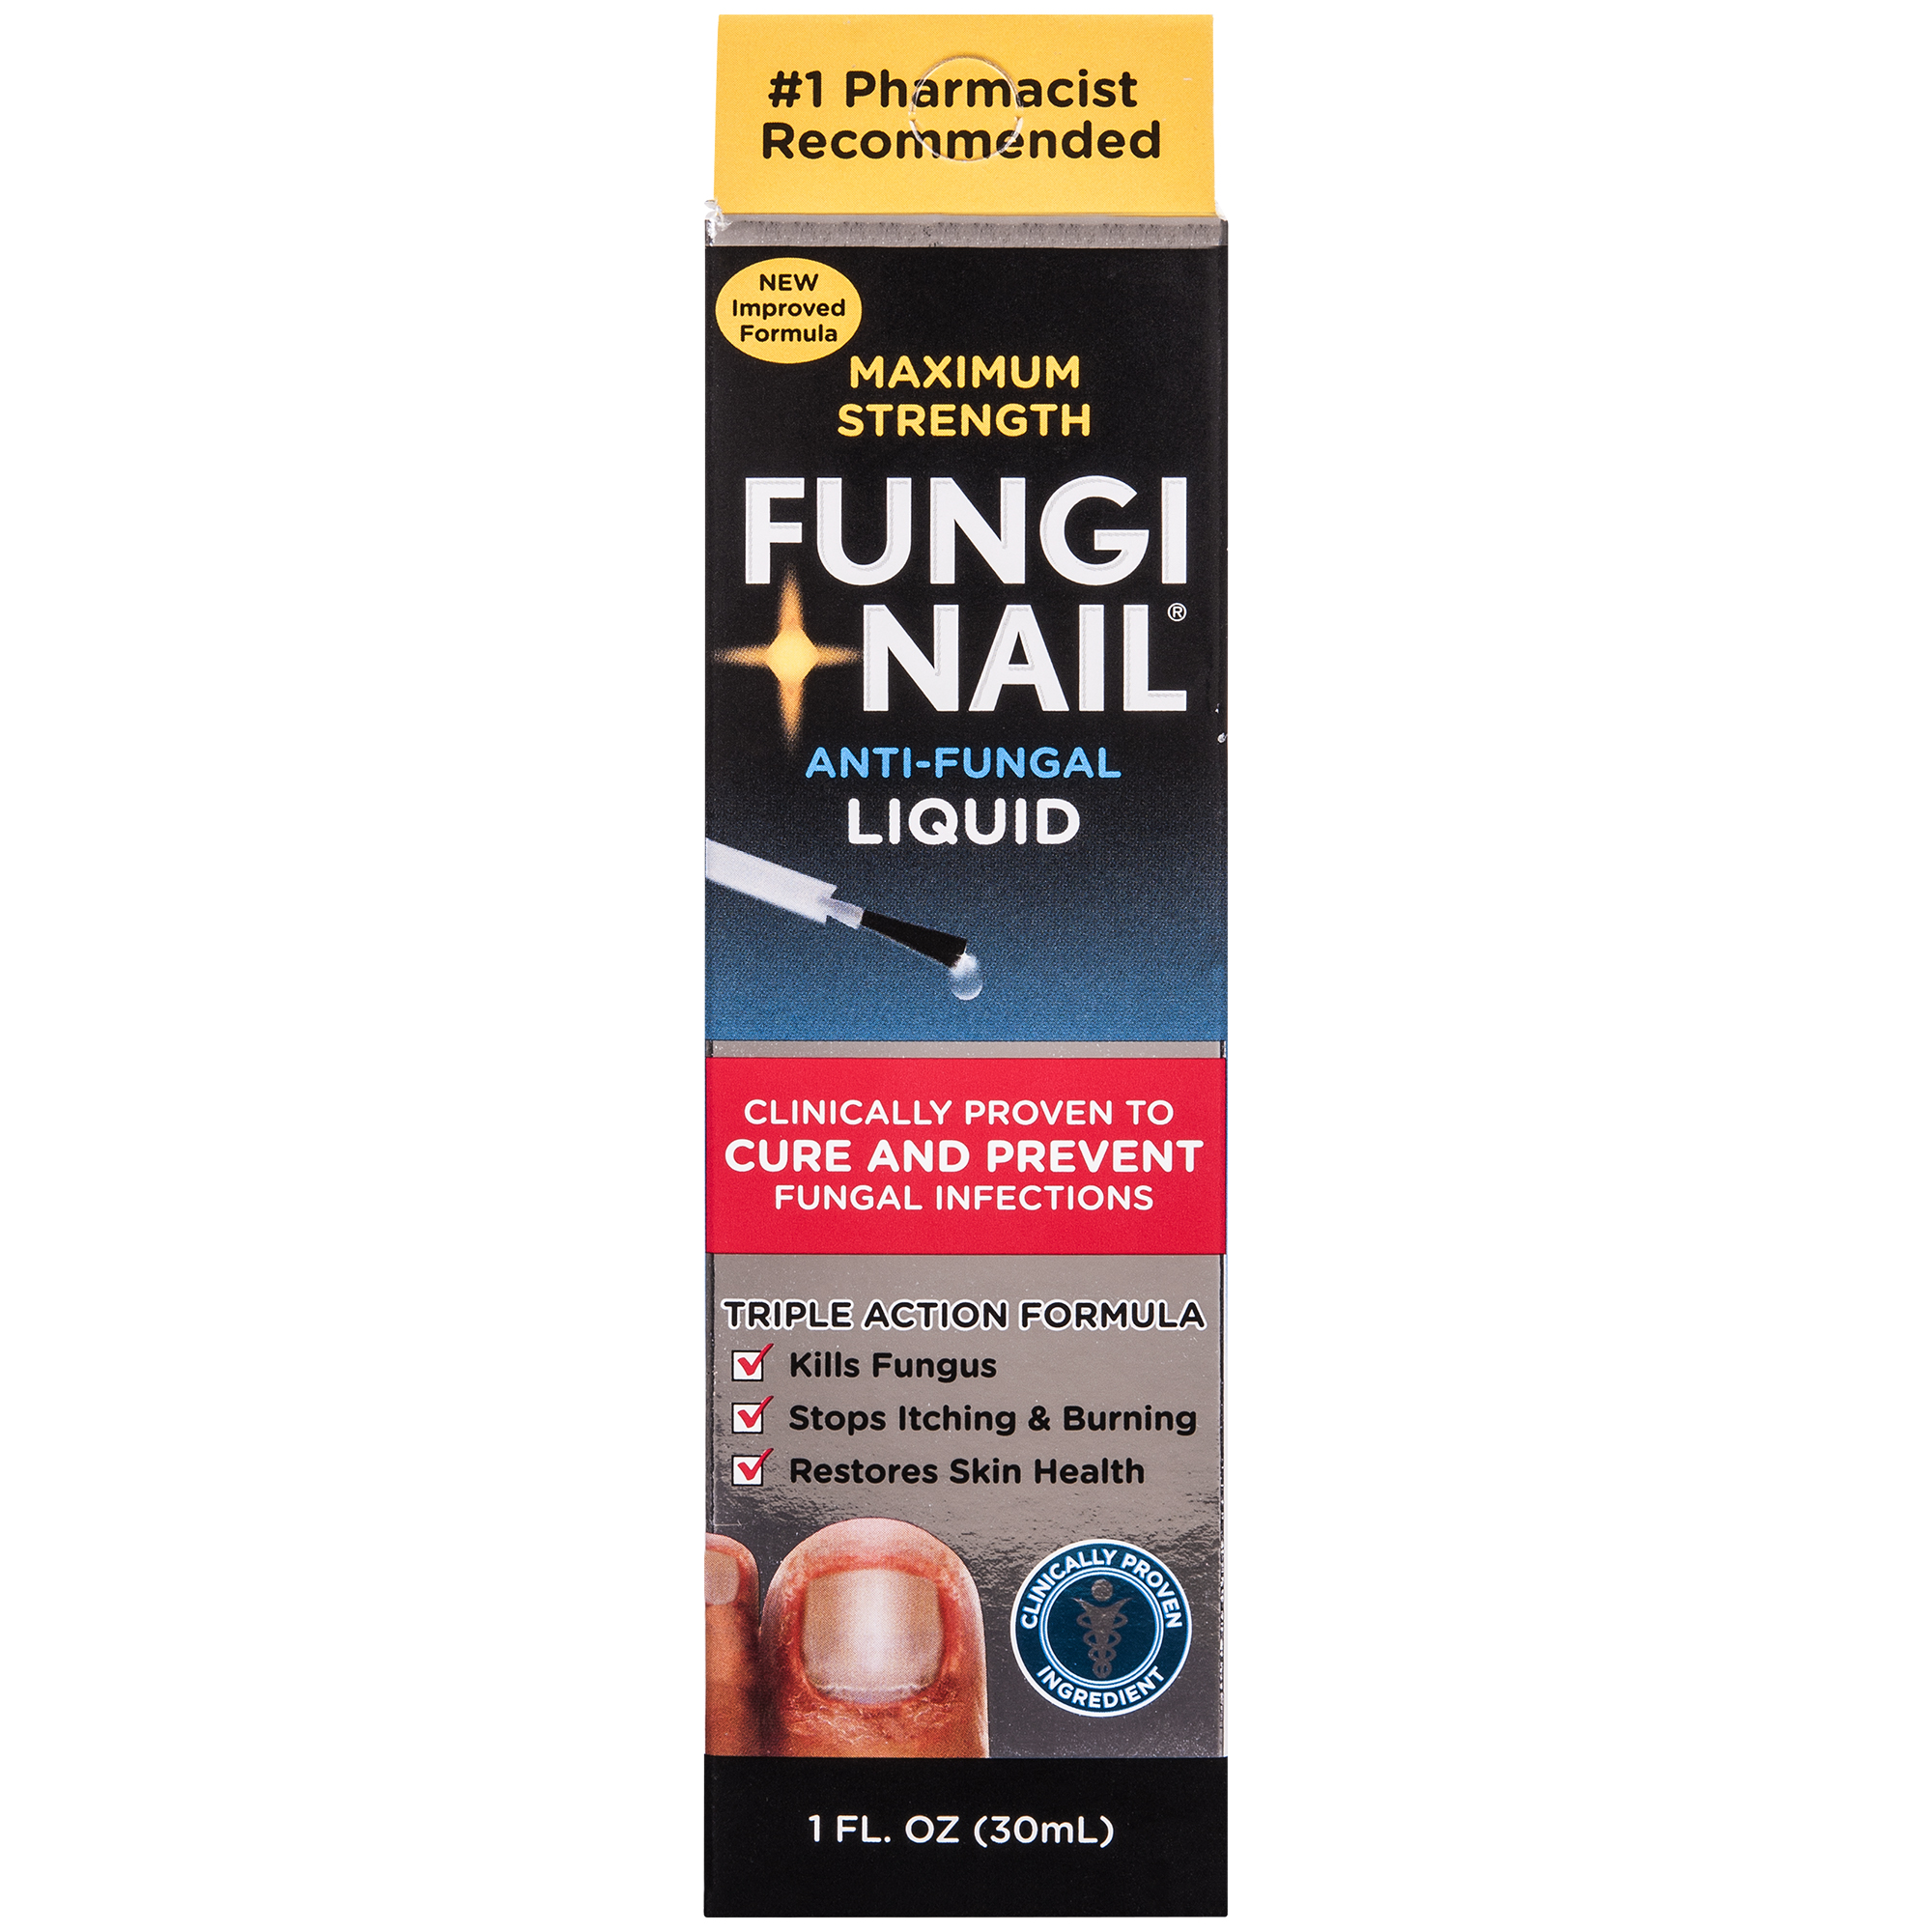 #1 Pharmacist
Recommended
NEW
Improved
Formula
MAXIMUM
STRENGTH
FUNGI
NAIL®
ANTI-FUNGAL
LIQUID
CLINICALLY PROVEN TO
CURE AND PREVENT
FUNGAL INFECTIONS
TRIPLE ACTION FORMULA
Kills Fungus
Stops Itching & Burning
Restores Skin Health
CLINICALLY PROVEN
INGREDIENT
1 FL. OZ (30mL)